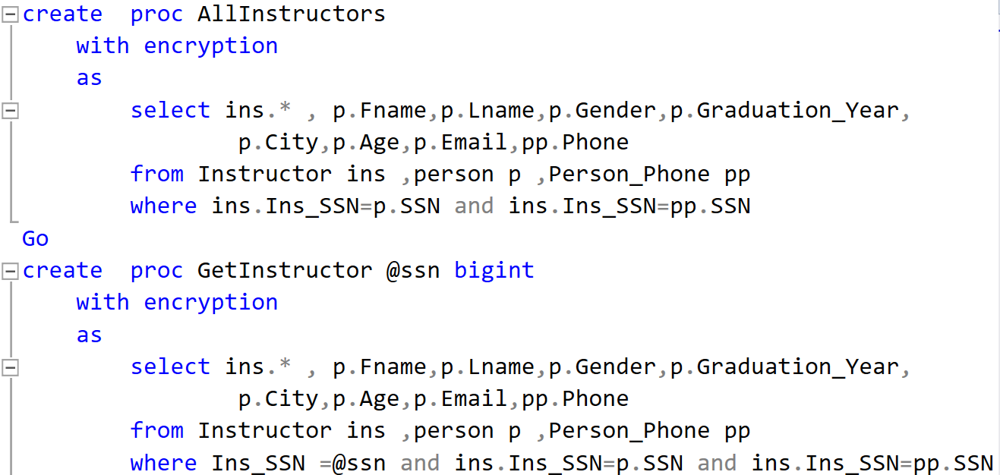 create  proc AllInstructors
with encryption
as
select ins.* , p.Fname,p.Lname,p.Gender,p.Graduation_Year,
p.City,p.Age,p.Email,pp.Phone
from Instructor ins ,person p ,Person_Phone pp
where ins.Ins_SSN=p.SSN and ins.Ins_SSN=pp.SSN
Go
create  proc GetInstructor @ssn bigint
with encryption
as
select ins.* , p.Fname,p.Lname,p.Gender,p.Graduation_Year,
p.City,p.Age,p.Email,pp.Phone
from Instructor ins ,person p ,Person_Phone pp
where Ins_SSN =@ssn and ins.Ins_SSN=p.SSN and ins.Ins_SSN=pp.SSN